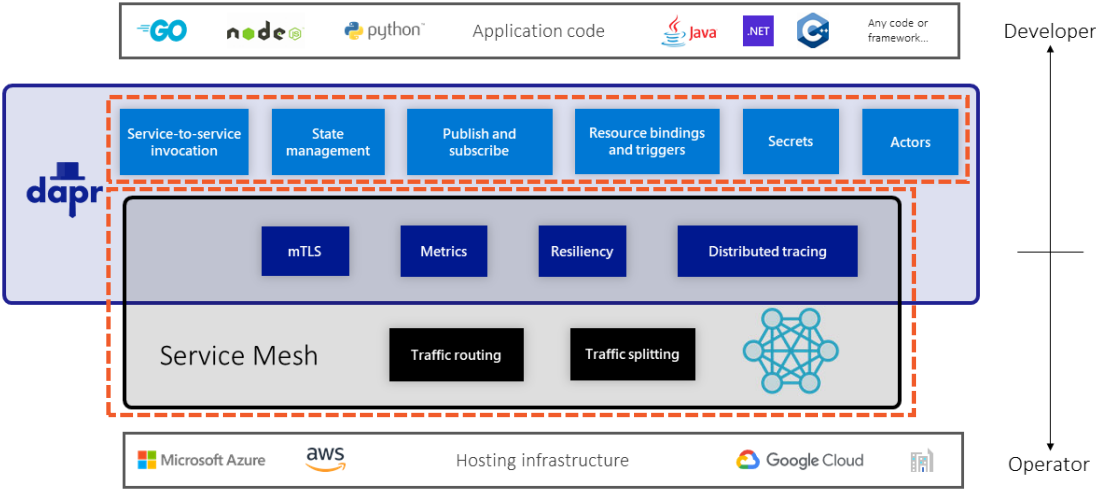 GO
node
JS
python™
Application code
Java
.NET
C++
Any code or
framework...
Developer
Service-to-service
invocation
State
management
Publish and
subscribe
Resource bindings
and triggers
Secrets
Actors
dapr
mTLS
Metrics
Resiliency
Distributed tracing
Service Mesh
Traffic routing
Traffic splitting
Microsoft Azure
aws
Hosting infrastructure
Google Cloud
Operator